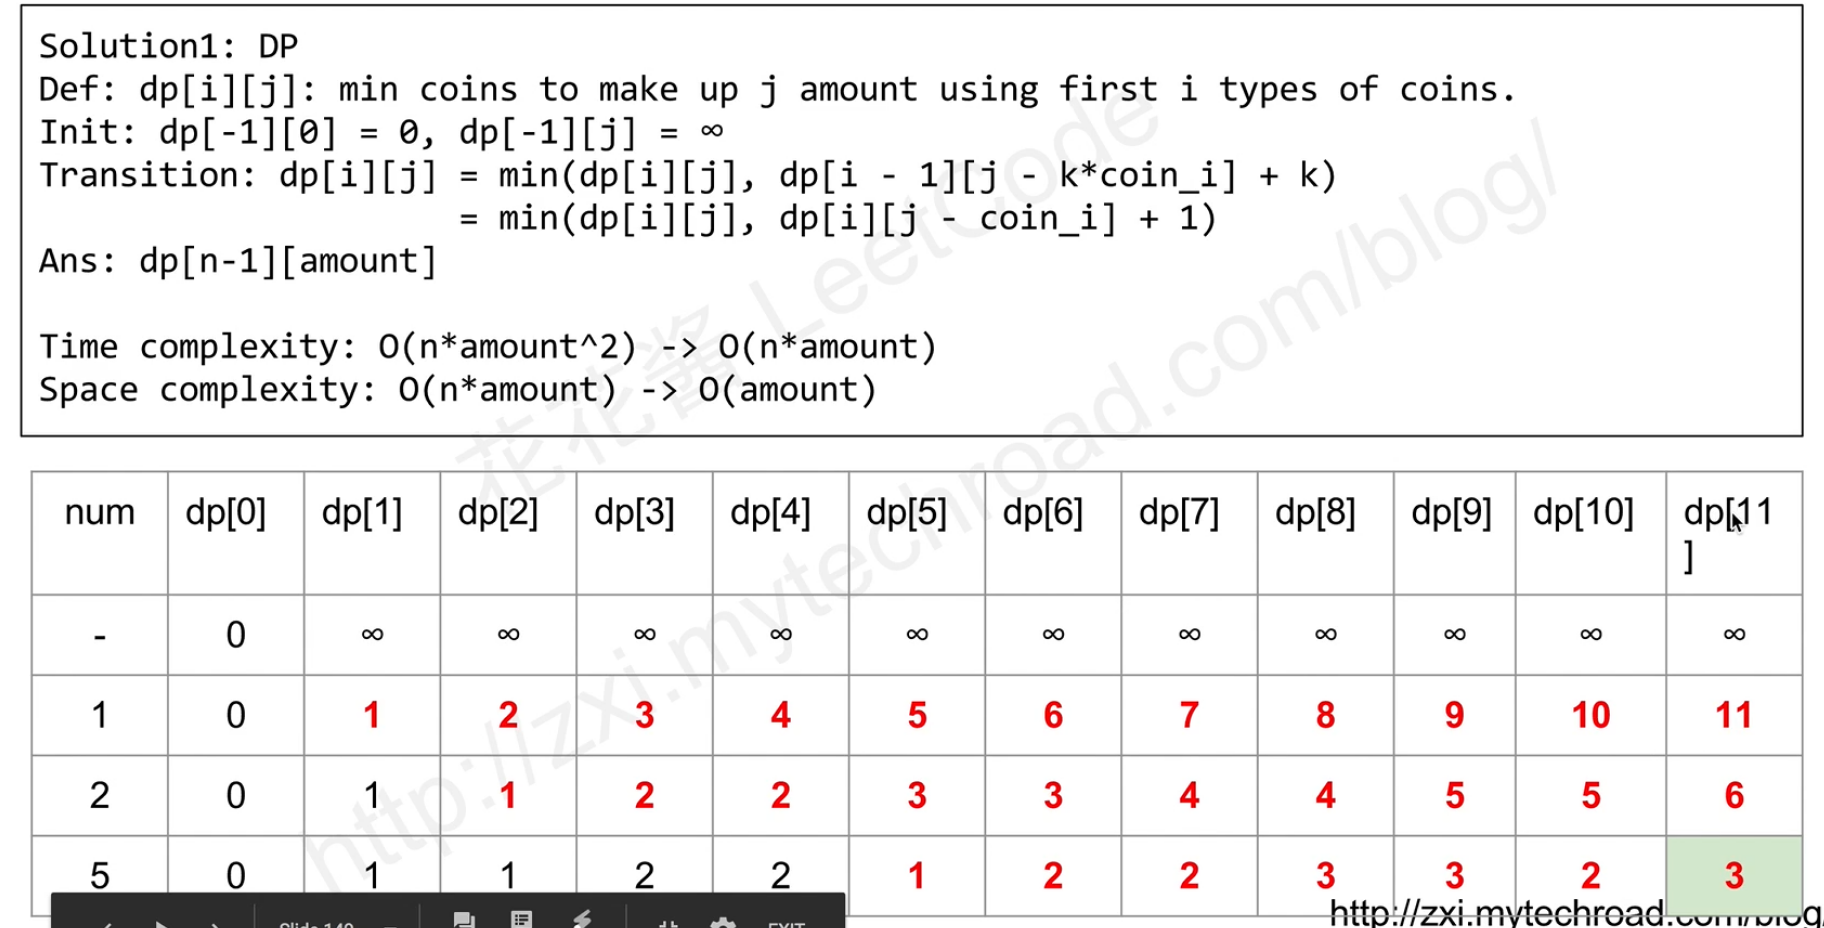 Solution1: DP
Def: dp[i][j]: min coins to make up j amount using first i types of coins.
Init: dp[-1][0] = 0, dp[-1][j] = ∞
Transition: dp[i][j] = min(dp[i][j], dp[i - 1][j - k*coin_i] + k)
= min(dp[i][j], dp[i][j - coin_i] + 1)
Ans: dp[n-1][amount]
Time complexity: O(n*amount^2) -> O(n*amount)
Space complexity: O(n*amount) -> O(amount)
花花酱 LeetCode
http://zxi.mytechroad.com/blog/
num dp[0] dp[1] dp[2] dp[3] dp[4] dp[5] dp[6] dp[7] dp[8] dp[9] dp[10] dp[11
]
- 0 ∞ ∞ ∞ ∞ ∞ ∞ ∞ ∞ ∞ ∞ ∞
1 0 1 2 3 4 5 6 7 8 9 10 11
2 0 1 1 2 2 3 3 4 4 5 5 6
5 0 1 1 2 2 1 2 2 3 3 2 3
http://zxi.mytechroad.com/blog/